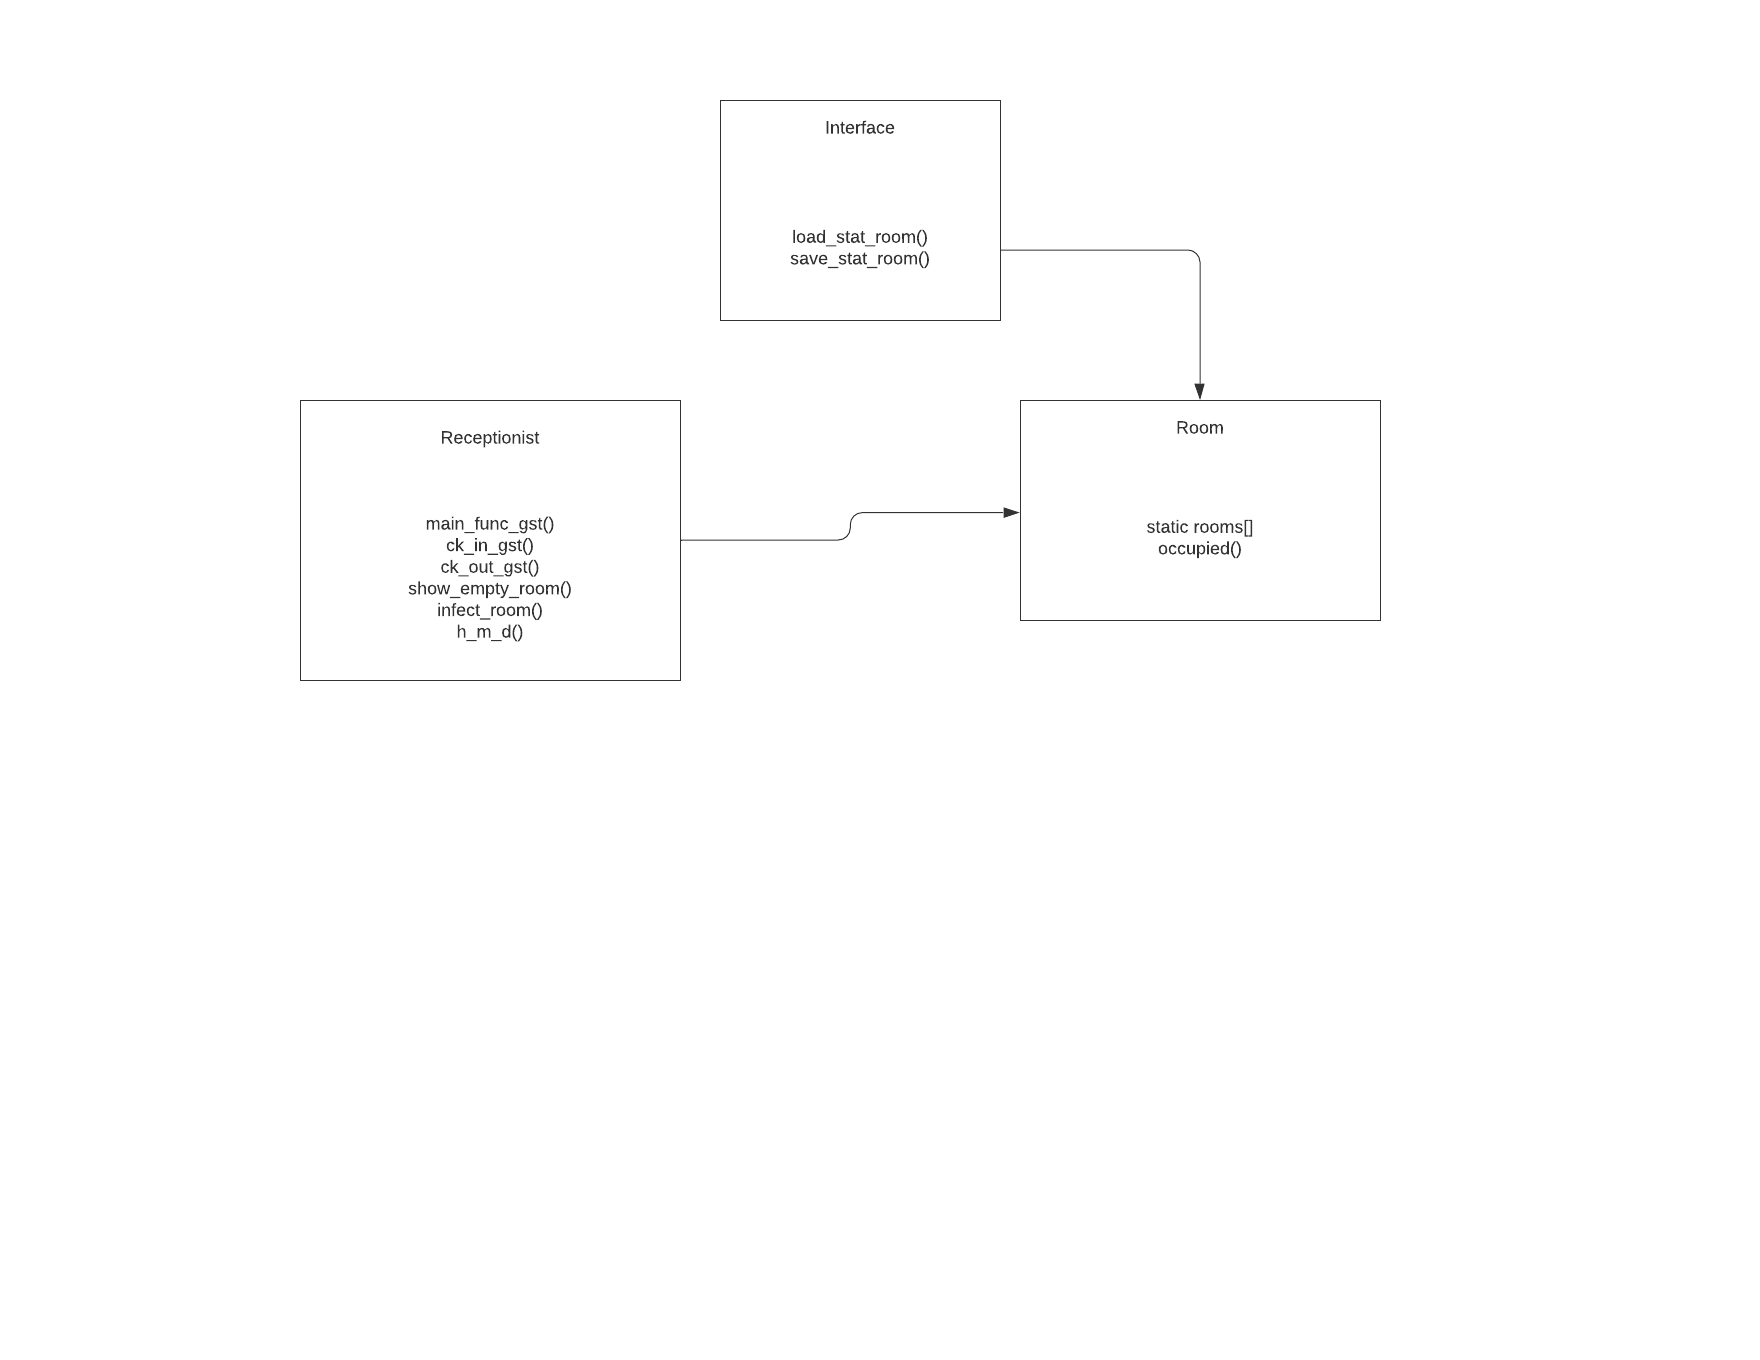 Interface
load_stat_room()
save_stat_room()
Receptionist
main_func_gst()
ck_in_gst()
ck_out_gst()
show_empty_room()
infect_room()
h_m_d()
Room
static rooms[]
occupied()